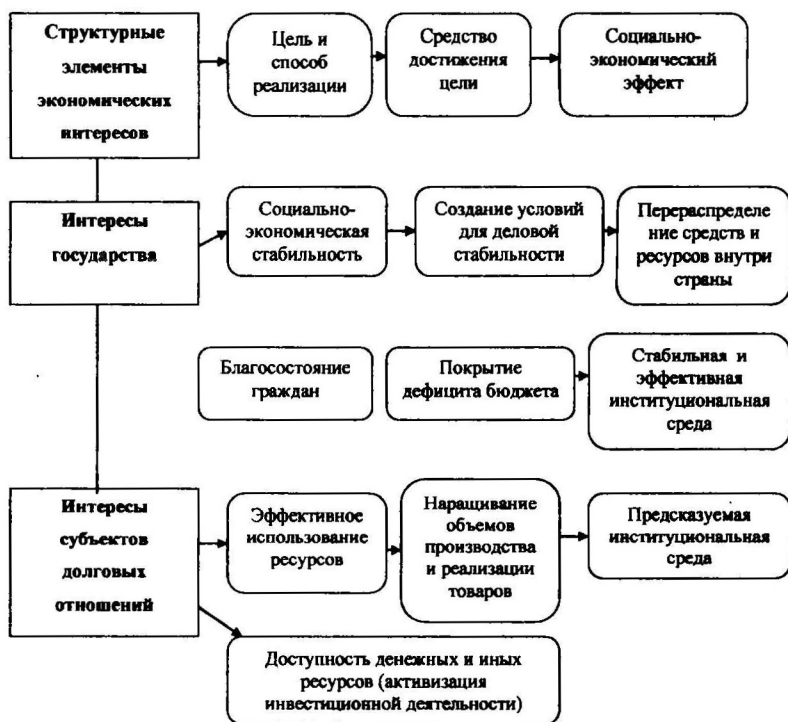 Структурные
элементы
экономических
интересов
Цель и
способ
реализации
Средство
достижения
цели
Социально-
экономический
эффект
Интересы
государства
Социально-
экономическая
стабильность
Создание условий
для деловой
стабильности
Перераспределе
ние средств и
ресурсов внутри
страны
Благосостояние
граждан
Покрытие
дефицита бюджета
Стабильная и
эффективная
институциональная
среда
Интересы
субъектов
долговых
отношений
Эффективное
использование
ресурсов
Наращивание
объемов
производства
и реализации
товаров
Предсказуемая
институциональная
среда
Доступность денежных и иных
ресурсов (активизация
инвестиционной деятельности)